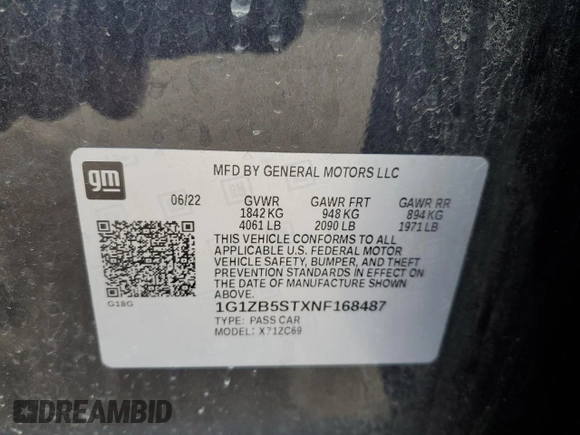 gm
MFD BY GENERAL MOTORS LLC
06/22 GVWR GAWR FRT GAWR RR
1842 KG 948 KG 894 KG
4061 LB 2090 LB 1971 LB
THIS VEHICLE CONFORMS TO ALL
APPLICABLE U.S. FEDERAL MOTOR
VEHICLE SAFETY, BUMPER, AND THEFT
PREVENTION STANDARDS IN EFFECT ON
THE DATE OF MANUFACTURE SHOWN
ABOVE.
G18G
1G1ZB5STXNF168487
TYPE: PASS CAR
MODEL: X71ZC69
DREAMBID